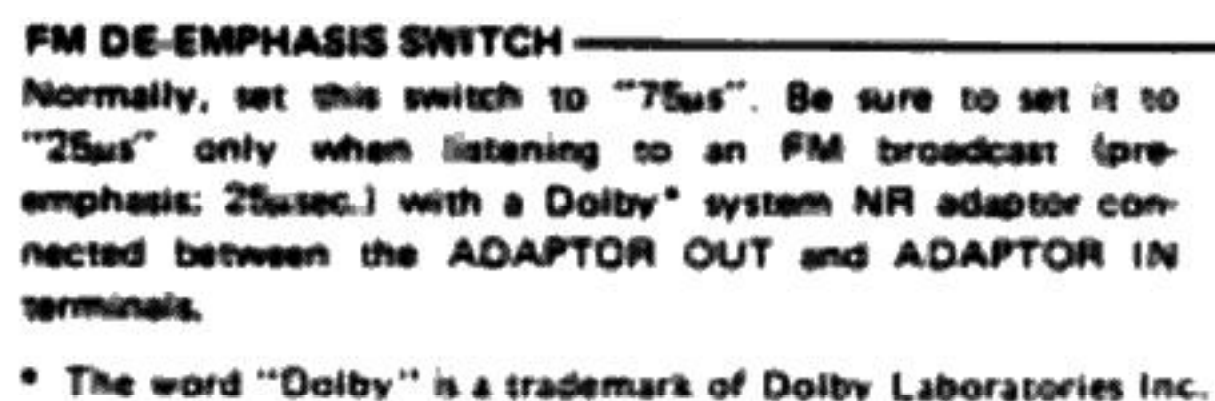 FM DE-EMPHASIS SWITCH
Normally, set this switch to "75μs". Be sure to set it to
"25μs" only when listening to an FM broadcast (pre-
emphasis; 25μsec.) with a Dolby* system NR adaptor con-
nected between the ADAPTOR OUT and ADAPTOR IN
terminals.
* The word "Dolby" is a trademark of Dolby Laboratories Inc.